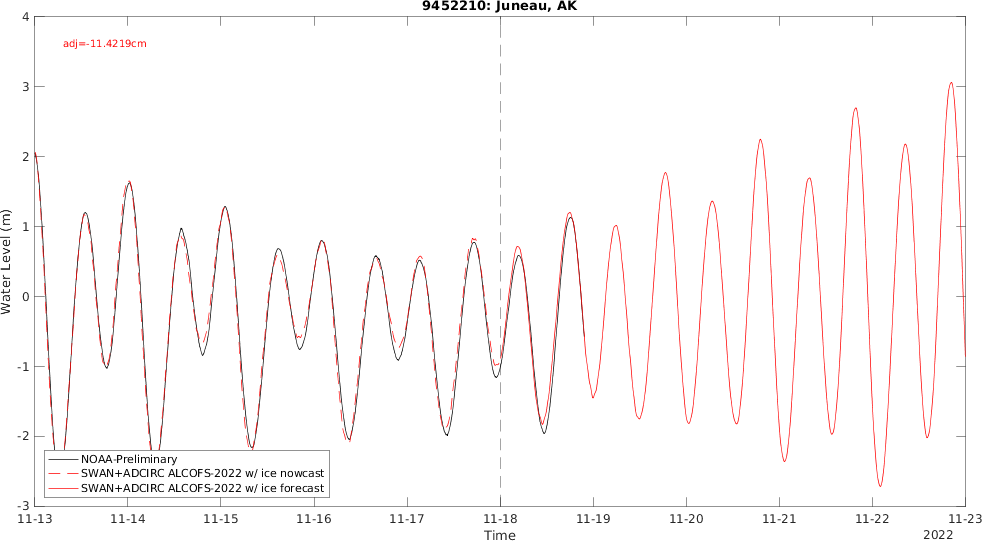 9452210: Juneau, AK
adj=-11.4219cm
Water Level (m)
4
3
2
1
0
-1
-2
-3
NOAA-Preliminary
SWAN+ADCIRC ALCOFS-2022 w/ ice nowcast
SWAN+ADCIRC ALCOFS-2022 w/ ice forecast
11-13 11-14 11-15 11-16 11-17 11-18 11-19 11-20 11-21 11-22 11-23
Time
2022